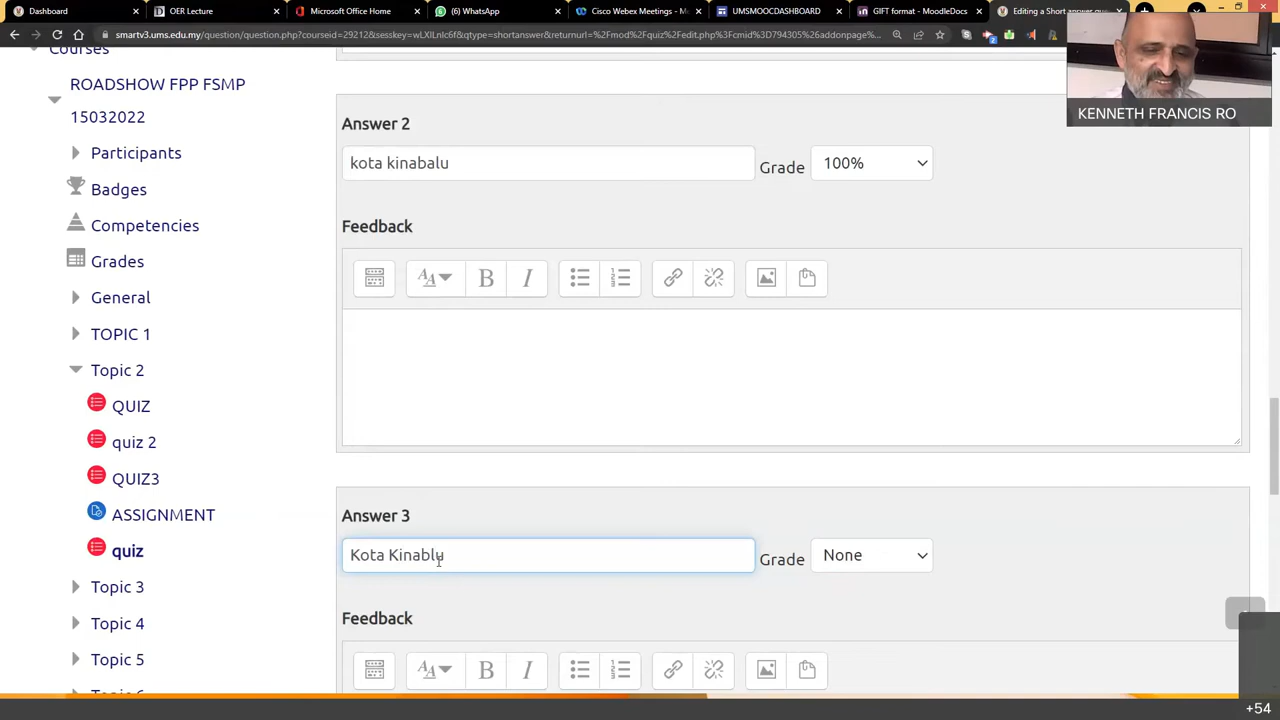 Dashboard
OER Lecture
Microsoft Office Home
(6) WhatsApp
Cisco Webex Meetings - M
UMSMOOCDASHBOARD
GIFT format - MoodleDocs
Editing a Short answer qu
smartv3.ums.edu.my/question/question.php?courseid=29212&sesskey=wLXlLnlc6f&qtype=shortanswer&returnurl=%2Fmod%2Fquiz%2Fedit.php%3Fcmid%3D794305%26addonpage%...
Courses
ROADSHOW FPP FSMP
15032022
Participants
Badges
Competencies
Grades
General
TOPIC 1
Topic 2
QUIZ
quiz 2
QUIZ3
ASSIGNMENT
quiz
Topic 3
Topic 4
Topic 5
Answer 2
kota kinabalu
Grade
100%
Feedback
Answer 3
Kota Kinablu
Grade
None
Feedback
KENNETH FRANCIS RO
+54